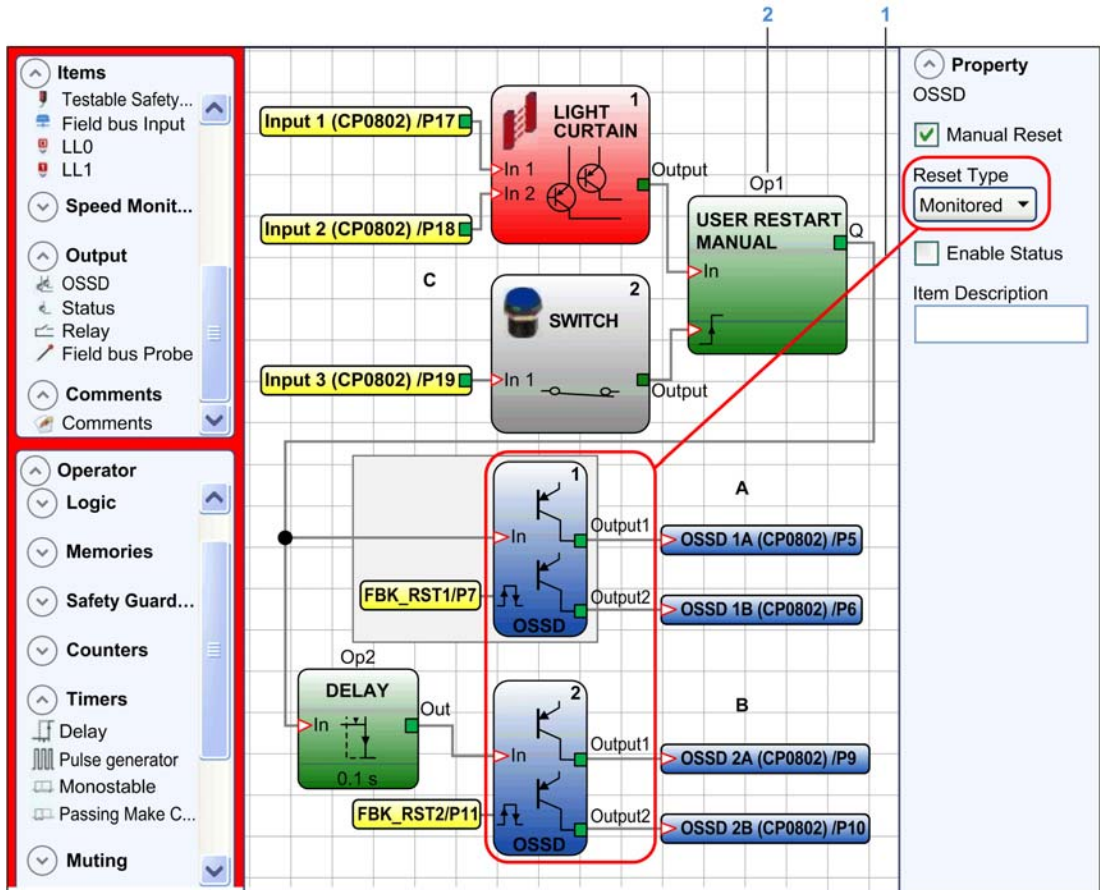 2
1
Items
Testable Safety...
Field bus Input
LL0
LL1
Speed Monit...
Output
OSSD
Status
Relay
Field bus Probe
Comments
Comments
Operator
Logic
Memories
Safety Guard...
Counters
Timers
Delay
Pulse generator
Monostable
Passing Make C...
Muting
Input 1 (CP0802) /P17
Input 2 (CP0802) /P18
1
LIGHT
CURTAIN
In 1
In 2
Output
Op1
USER RESTART
MANUAL
Q
In
C
2
SWITCH
Input 3 (CP0802) /P19
In 1
Output
1
In
Output1
Output2
FBK_RST1/P7
OSSD
A
OSSD 1A (CP0802) /P5
OSSD 1B (CP0802) /P6
Op2
DELAY
In
Out
0.1 s
2
In
Output1
Output2
FBK_RST2/P11
OSSD
B
OSSD 2A (CP0802) /P9
OSSD 2B (CP0802) /P10
Property
OSSD
Manual Reset
Reset Type
Monitored
Enable Status
Item Description